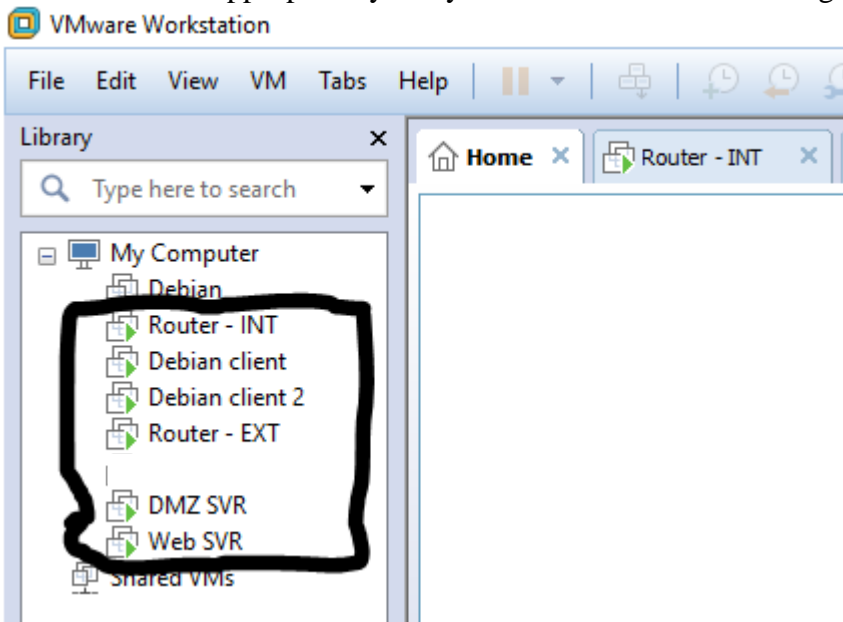 VMware Workstation
File Edit View VM Tabs Help
Library
Home
Router - INT
Type here to search
My Computer
Debian
Router - INT
Debian client
Debian client 2
Router - EXT
DMZ SVR
Web SVR
Shared VMs